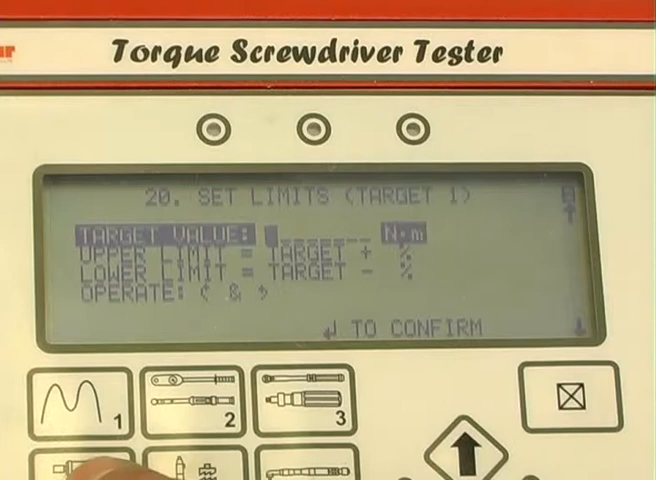 Torque Screwdriver Tester
20. SET LIMITS (TARGET 1)
TARGET VALUE: N·m
UPPER LIMIT = TARGET + %
LOWER LIMIT = TARGET - %
OPERATE: ( & )
↲ TO CONFIRM
1
2
3